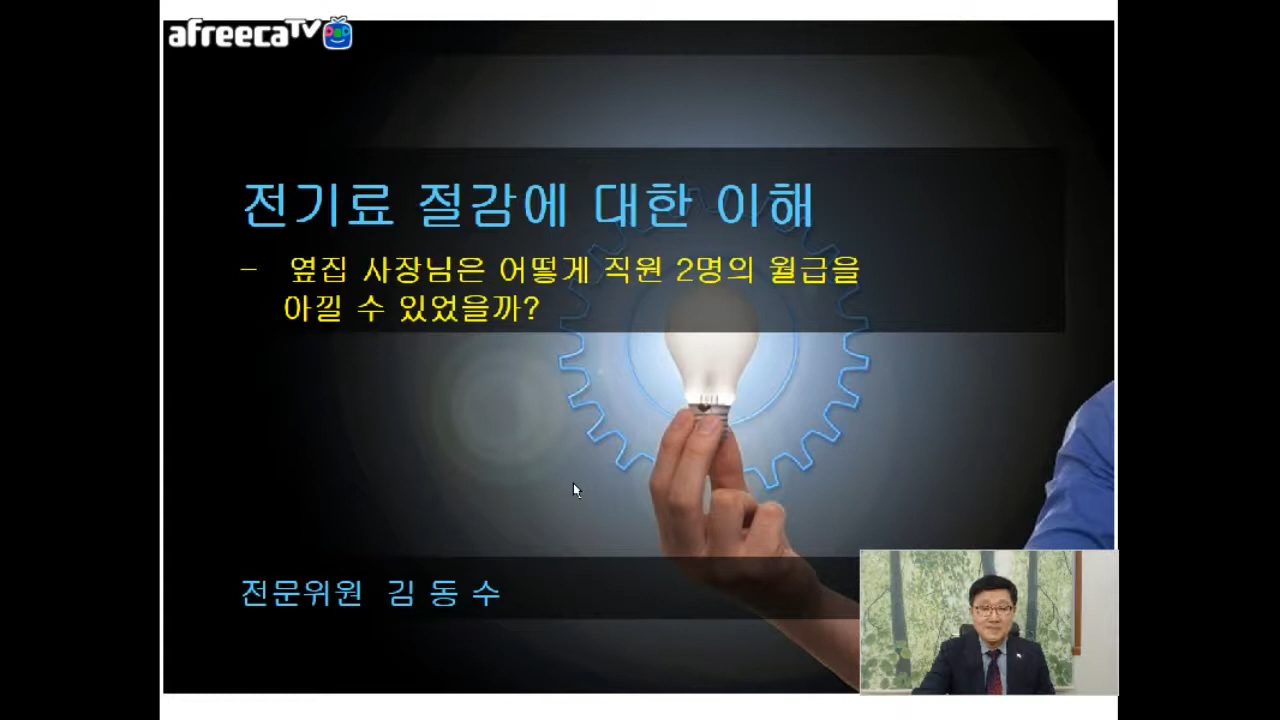 afreecaTV
전기료 절감에 대한 이해
- 옆집 사장님은 어떻게 직원 2명의 월급을
아낄 수 있었을까?
전문위원 김 동 수